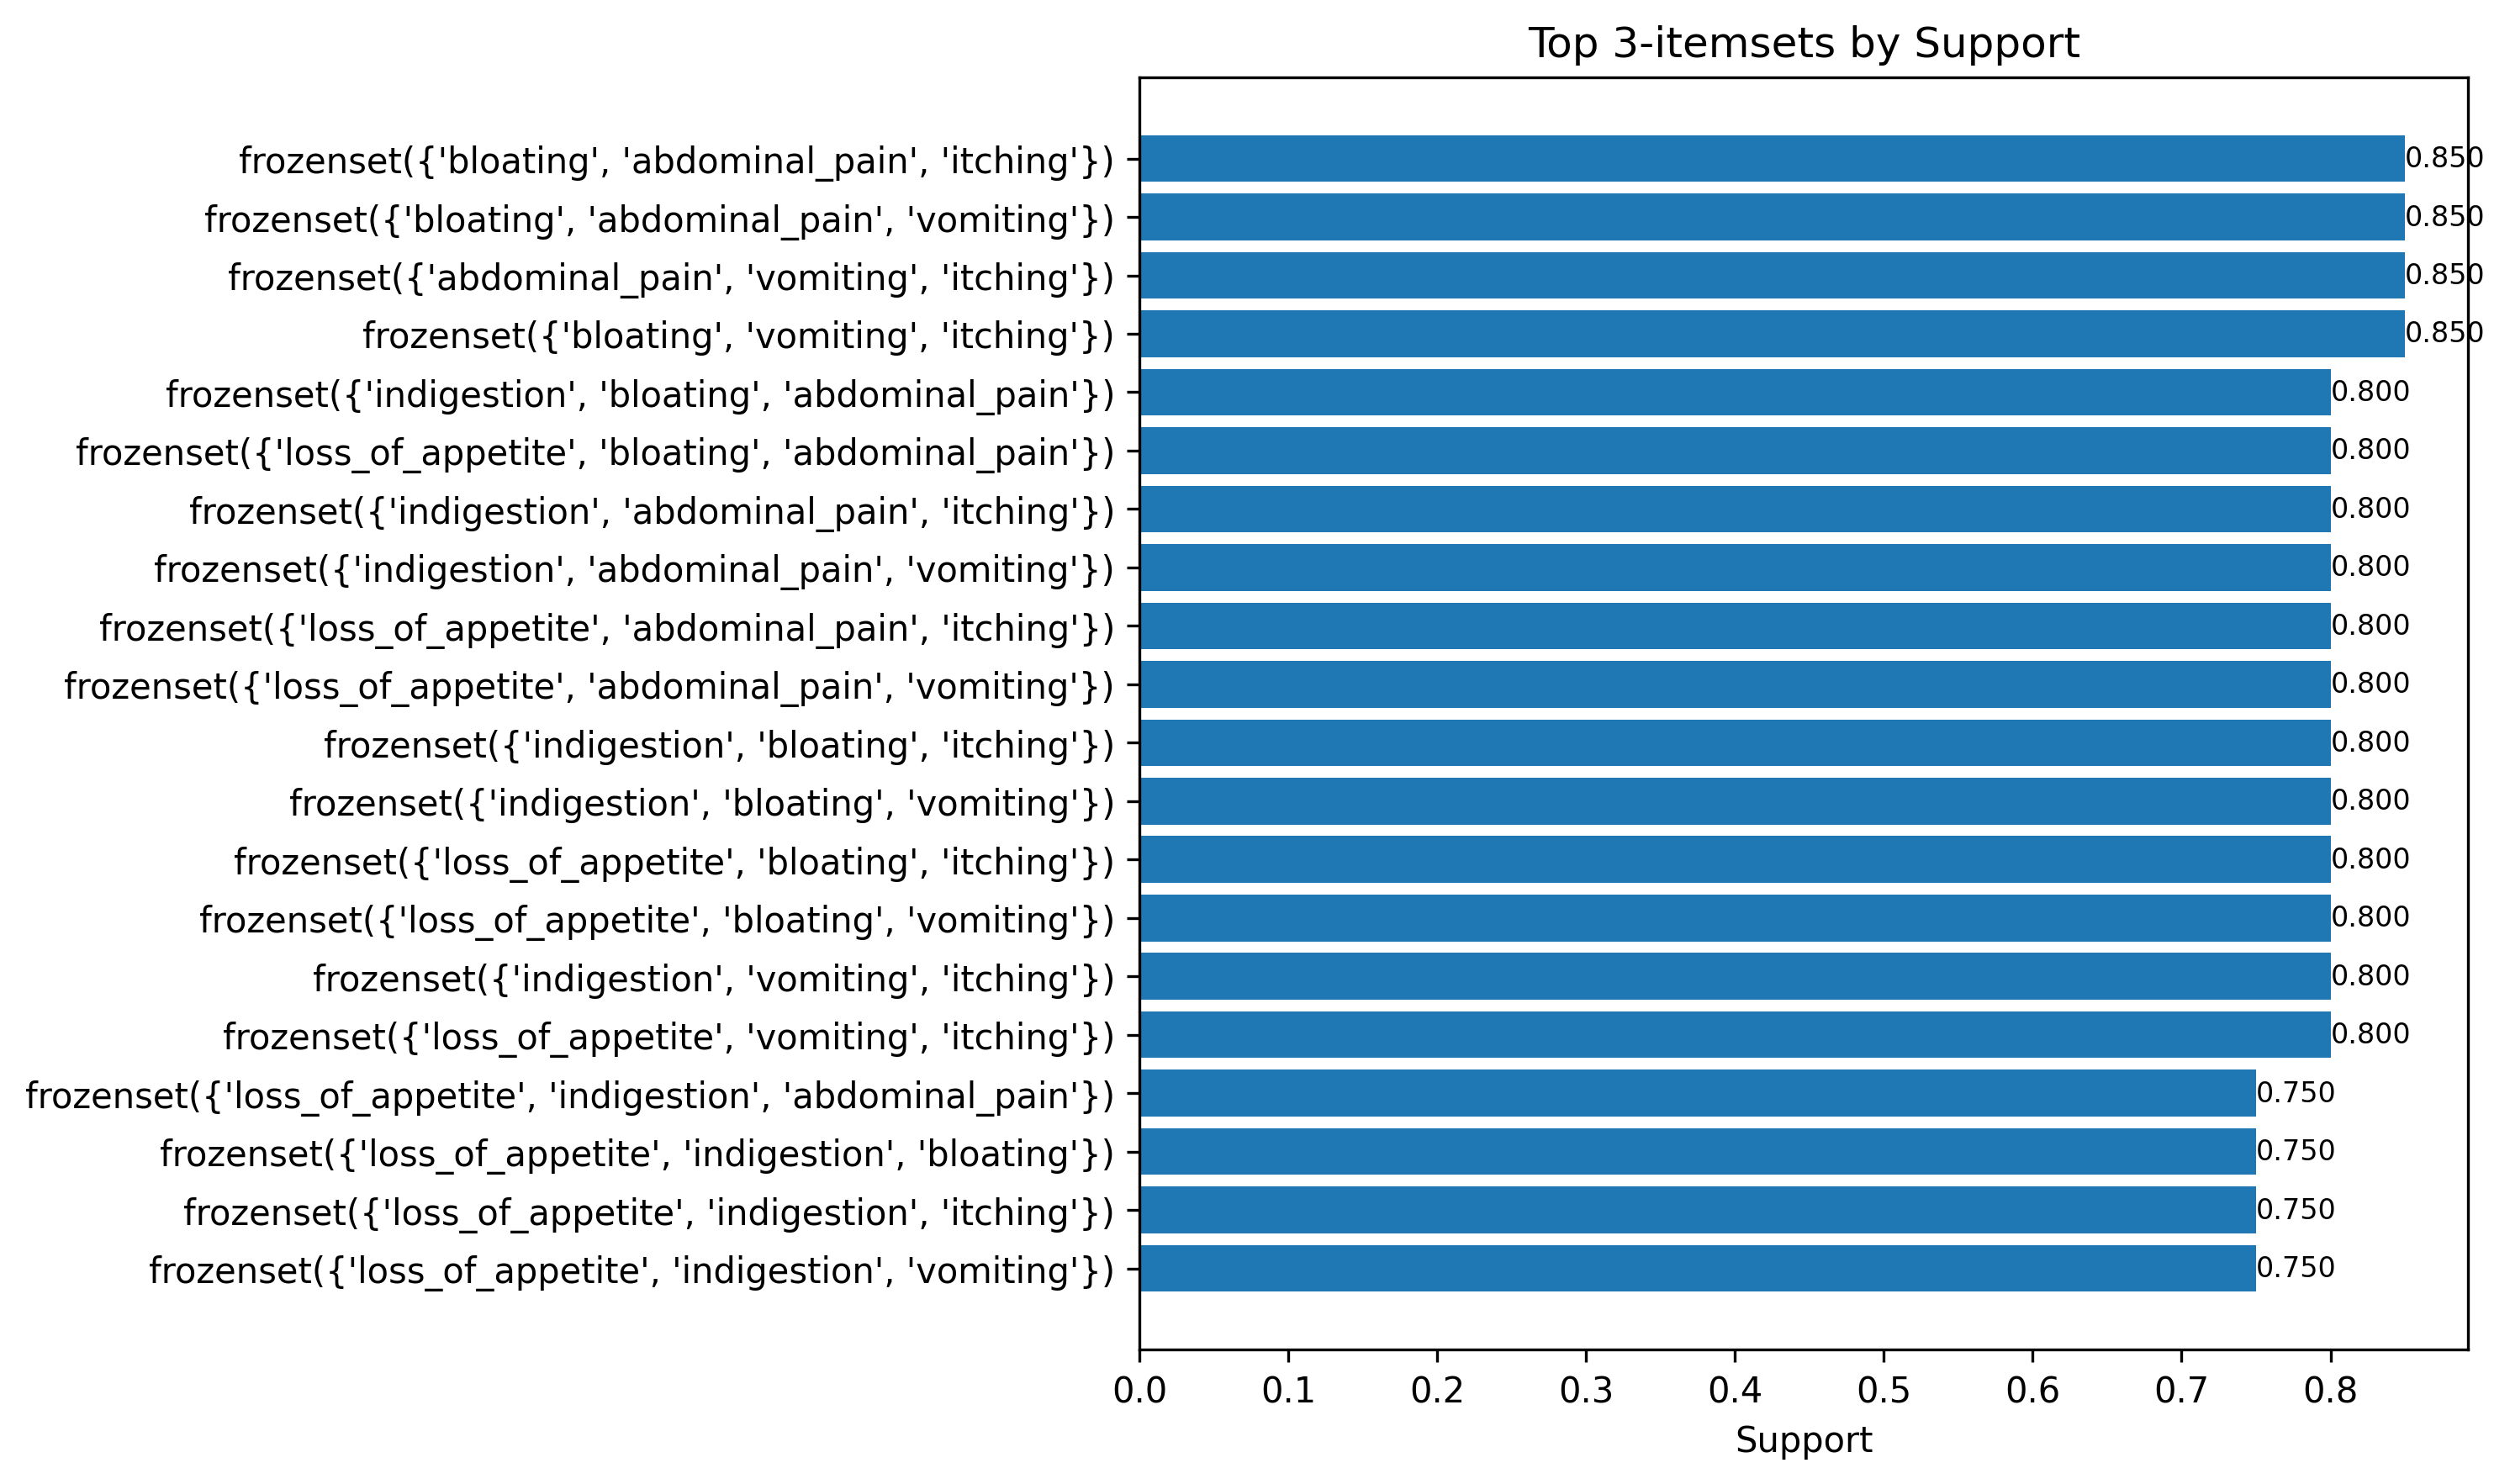 Top 3-itemsets by Support
frozenset({'bloating', 'abdominal_pain', 'itching'}) 0.850
frozenset({'bloating', 'abdominal_pain', 'vomiting'}) 0.850
frozenset({'abdominal_pain', 'vomiting', 'itching'}) 0.850
frozenset({'bloating', 'vomiting', 'itching'}) 0.850
frozenset({'indigestion', 'bloating', 'abdominal_pain'}) 0.800
frozenset({'loss_of_appetite', 'bloating', 'abdominal_pain'}) 0.800
frozenset({'indigestion', 'abdominal_pain', 'itching'}) 0.800
frozenset({'indigestion', 'abdominal_pain', 'vomiting'}) 0.800
frozenset({'loss_of_appetite', 'abdominal_pain', 'itching'}) 0.800
frozenset({'loss_of_appetite', 'abdominal_pain', 'vomiting'}) 0.800
frozenset({'indigestion', 'bloating', 'itching'}) 0.800
frozenset({'indigestion', 'bloating', 'vomiting'}) 0.800
frozenset({'loss_of_appetite', 'bloating', 'itching'}) 0.800
frozenset({'loss_of_appetite', 'bloating', 'vomiting'}) 0.800
frozenset({'indigestion', 'vomiting', 'itching'}) 0.800
frozenset({'loss_of_appetite', 'vomiting', 'itching'}) 0.800
frozenset({'loss_of_appetite', 'indigestion', 'abdominal_pain'}) 0.750
frozenset({'loss_of_appetite', 'indigestion', 'bloating'}) 0.750
frozenset({'loss_of_appetite', 'indigestion', 'itching'}) 0.750
frozenset({'loss_of_appetite', 'indigestion', 'vomiting'}) 0.750
0.0 0.1 0.2 0.3 0.4 0.5 0.6 0.7 0.8
Support